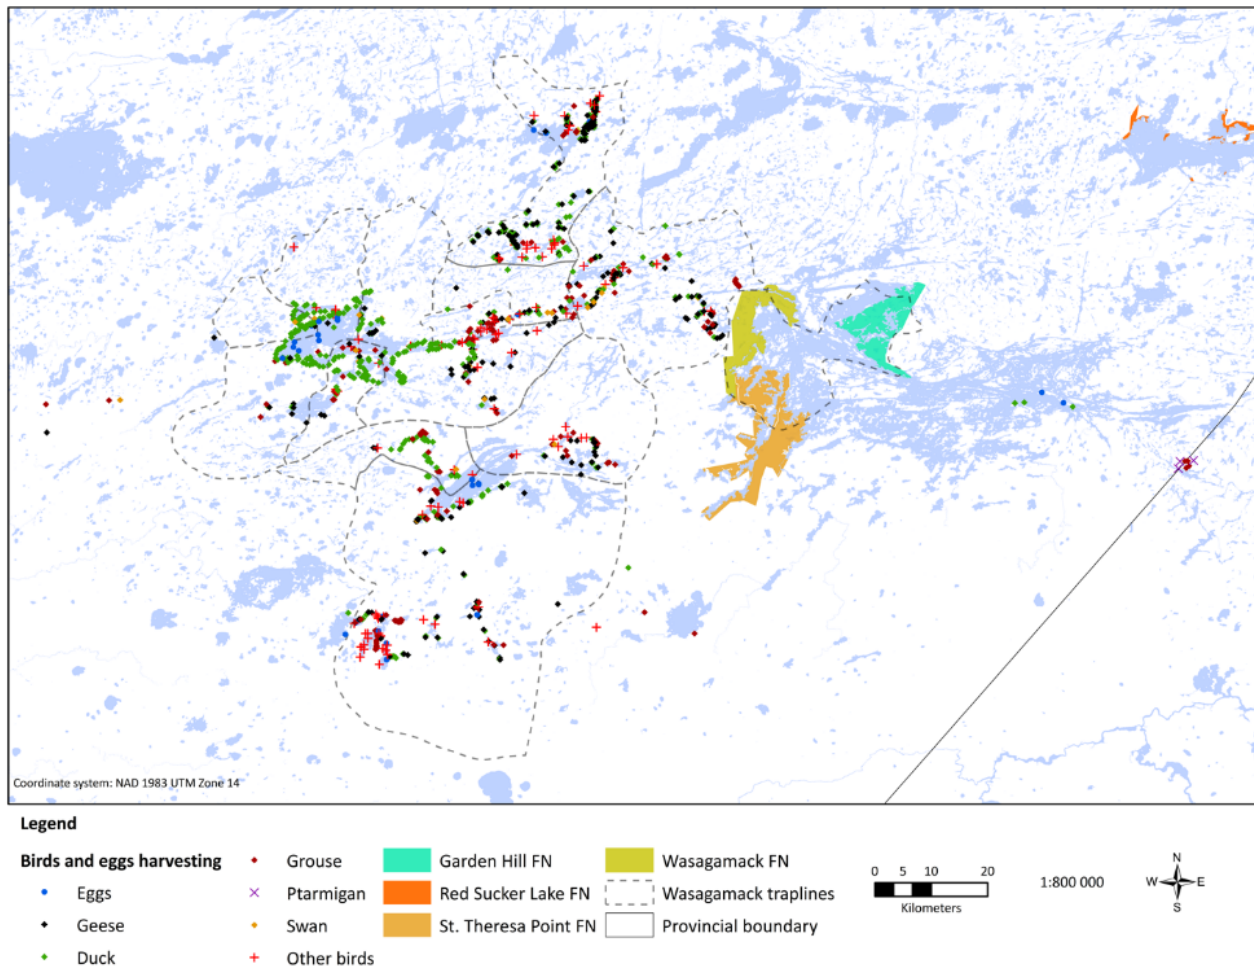 Coordinate system: NAD 1983 UTM Zone 14
Legend
Birds and eggs harvesting
Eggs
Geese
Duck
Grouse
Ptarmigan
Swan
Other birds
Garden Hill FN
Red Sucker Lake FN
St. Theresa Point FN
Wasagamack FN
Wasagamack traplines
Provincial boundary
0 5 10 20
Kilometers
1:800 000
N
W E
S